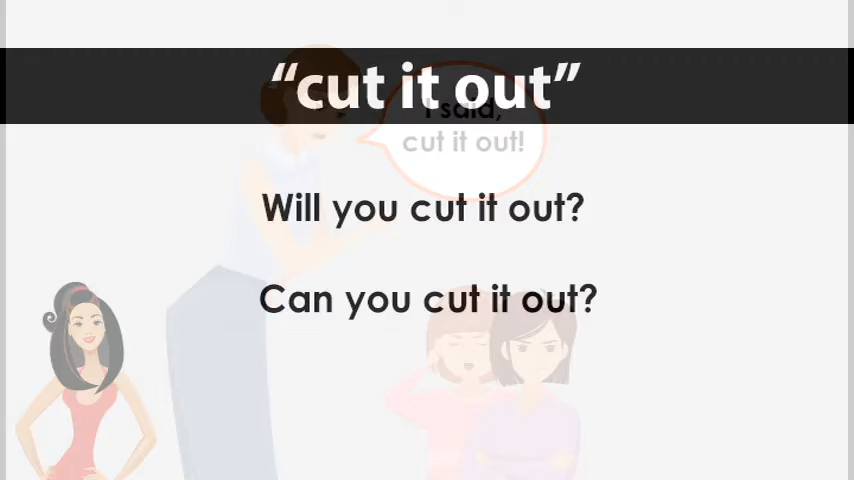 “cut it out”
I said,
cut it out!
Will you cut it out?
Can you cut it out?